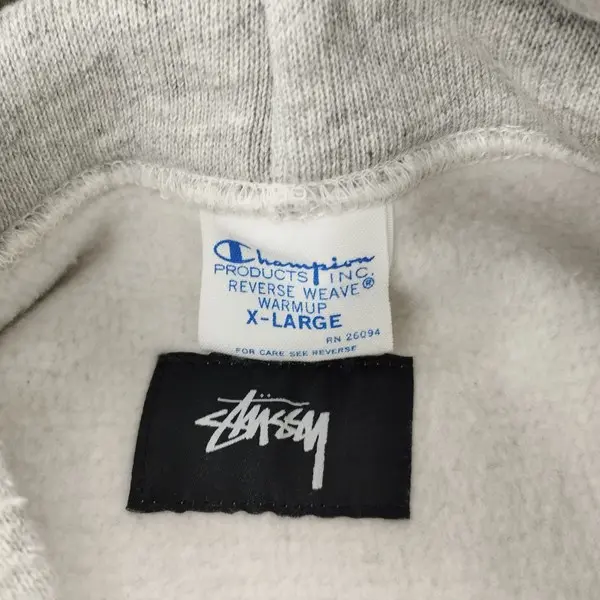 Champion
PRODUCTS INC.
REVERSE WEAVE®
WARMUP
X-LARGE
RN 26094
FOR CARE SEE REVERSE
Stüssy